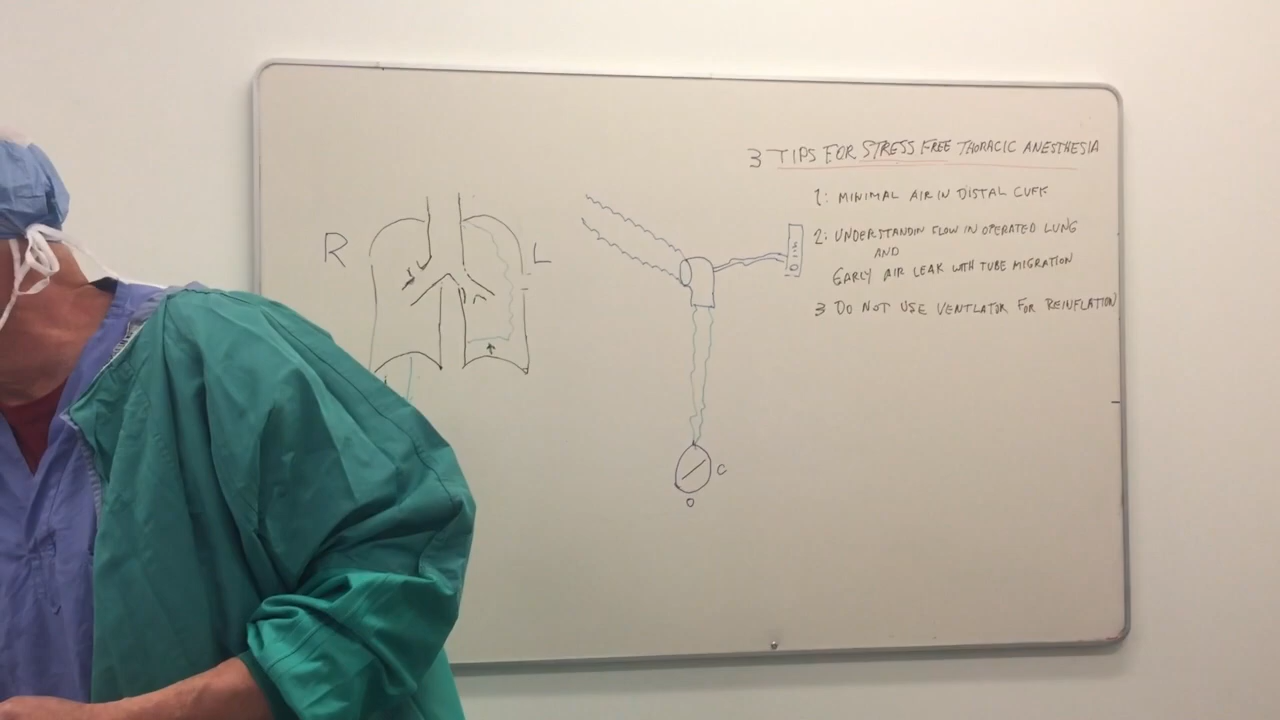 3 TIPS FOR STRESS FREE THORACIC ANESTHESIA
1: MINIMAL AIR IN DISTAL CUFF
2: UNDERSTANDIN FLOW IN OPERATED LUNG
AND
EARLY AIR LEAK WITH TUBE MIGRATION
3 DO NOT USE VENTILATOR FOR REINFLATION
R
L
C
O